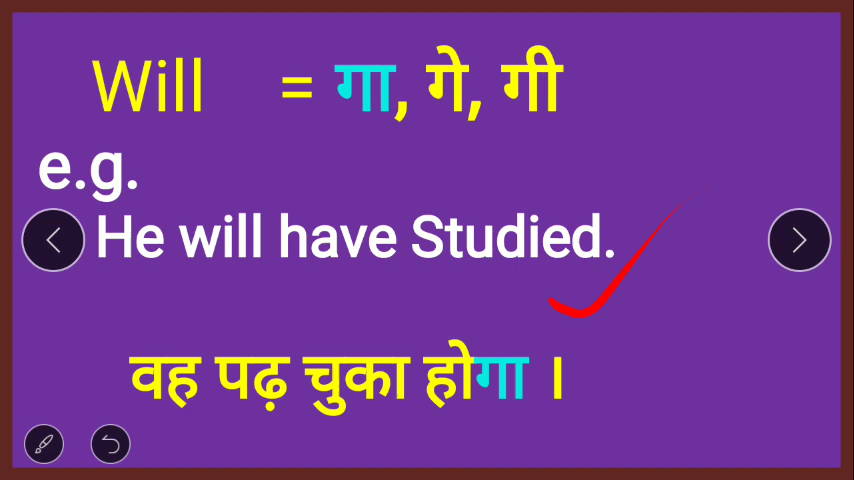 Will = गा, गे, गी
e.g.
He will have Studied.
वह पढ़ चुका होगा ।